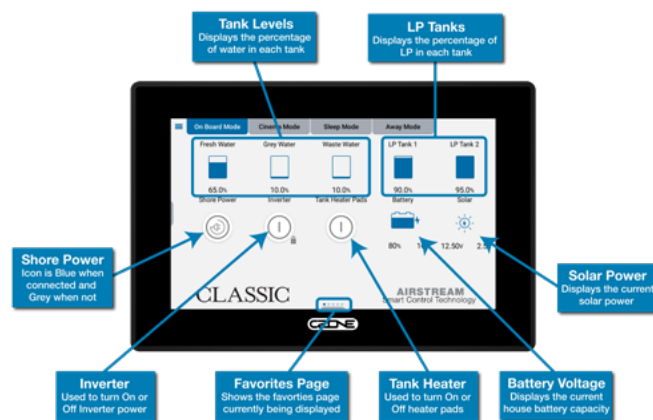 Tank Levels
Displays the percentage
of water in each tank
LP Tanks
Displays the percentage of
LP in each tank
On Board Mode
Cinema Mode
Sleep Mode
Away Mode
Fresh Water
Grey Water
Waste Water
LP Tank 1
LP Tank 2
65.0%
10.0%
10.0%
90.0%
95.0%
Shore Power
Inverter
Tank Heater Pads
Battery
Solar
80%
12.50V
Shore Power
Icon is Blue when
connected and
Grey when not
Solar Power
Displays the current
solar power
CLASSIC
AIRSTREAM
Smart Control Technology
CZONE
Inverter
Used to turn On or
Off Inverter power
Favorites Page
Shows the favorties page
currently being displayed
Tank Heater
Used to turn On or
Off heater pads
Battery Voltage
Displays the current
house battery capacity